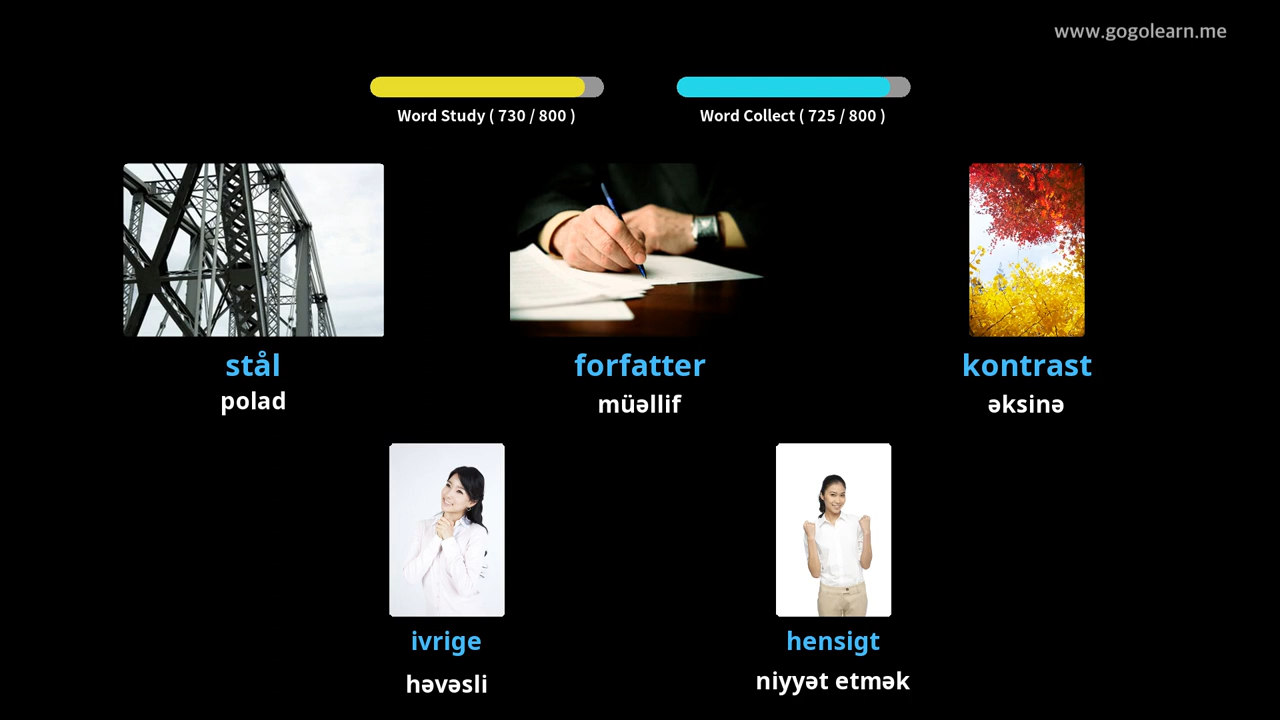 www.gogolearn.me
Word Study ( 730 / 800 )
Word Collect ( 725 / 800 )
stål
polad
forfatter
müəllif
kontrast
əksinə
ivrige
həvəsli
hensigt
niyyət etmək